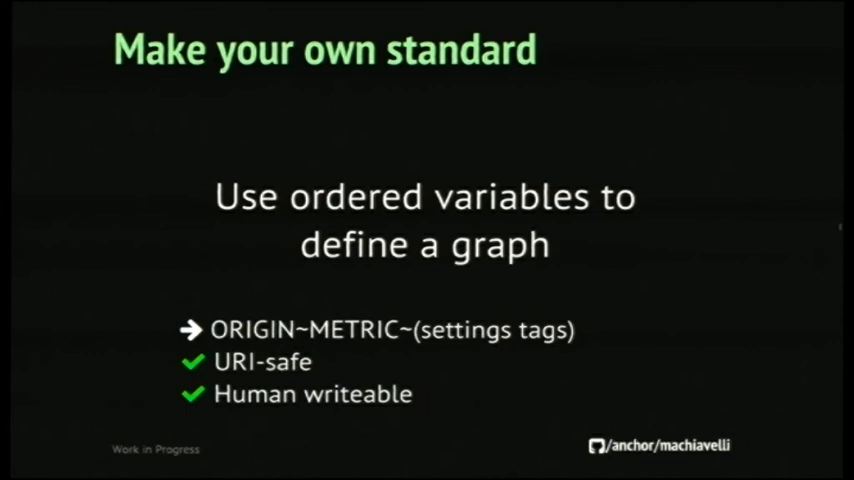 Make your own standard
Use ordered variables to
define a graph
ORIGIN~METRIC~(settings tags)
URI-safe
Human writeable
Work in Progress
/anchor/machiavelli